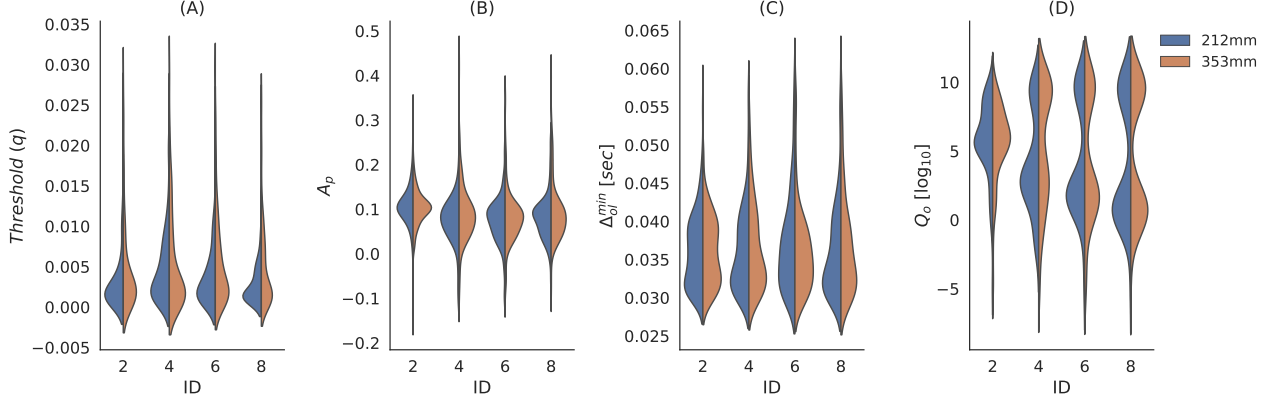 (A)
0.035
0.030
0.025
0.020
0.015
0.010
0.005
0.000
−0.005
Threshold (q)
2 4 6 8
ID
(B)
0.5
0.4
0.3
0.2
0.1
0.0
−0.1
−0.2
A_p
2 4 6 8
ID
(C)
0.065
0.060
0.055
0.050
0.045
0.040
0.035
0.030
0.025
Δ_{ol}^{min} [sec]
2 4 6 8
ID
(D)
10
5
0
−5
Q_o [log_{10}]
2 4 6 8
ID
212mm
353mm